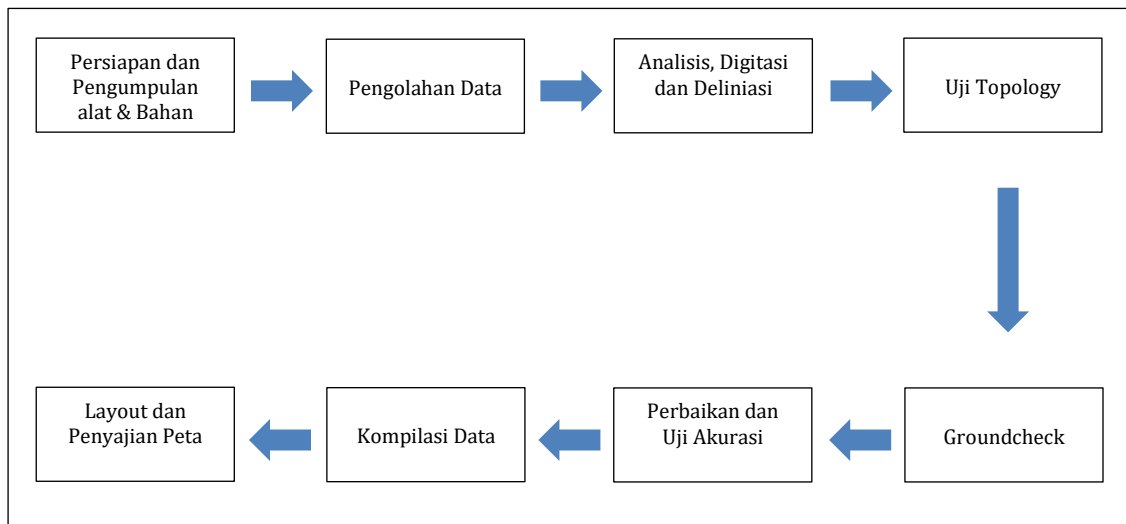 Persiapan dan
Pengumpulan
alat & Bahan
Pengolahan Data
Analisis, Digitasi
dan Deliniasi
Uji Topology
Groundcheck
Perbaikan dan
Uji Akurasi
Kompilasi Data
Layout dan
Penyajian Peta